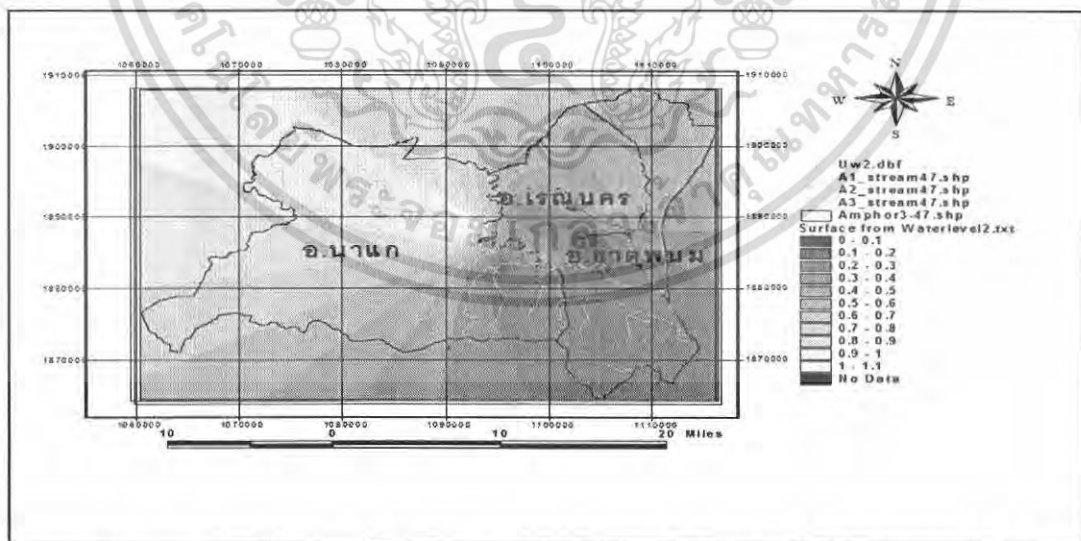 1060000 1070000 1080000 1090000 1100000 1110000
1910000 1910000
1900000 1900000
1890000 1890000
1880000 1880000
1870000 1870000
1060000 1070000 1080000 1090000 1100000 1110000
อ.เรณูนคร
อ.นาแก
อ.ธาตุพนม
10 0 10 20 Miles
N
W E
S
Uw2.dbf
A1_stream47.shp
A2_stream47.shp
A3_stream47.shp
Amphor3-47.shp
Surface from Waterlevel2.txt
0 - 0.1
0.1 - 0.2
0.2 - 0.3
0.3 - 0.4
0.4 - 0.5
0.5 - 0.6
0.6 - 0.7
0.7 - 0.8
0.8 - 0.9
0.9 - 1
1 - 1.1
No Data